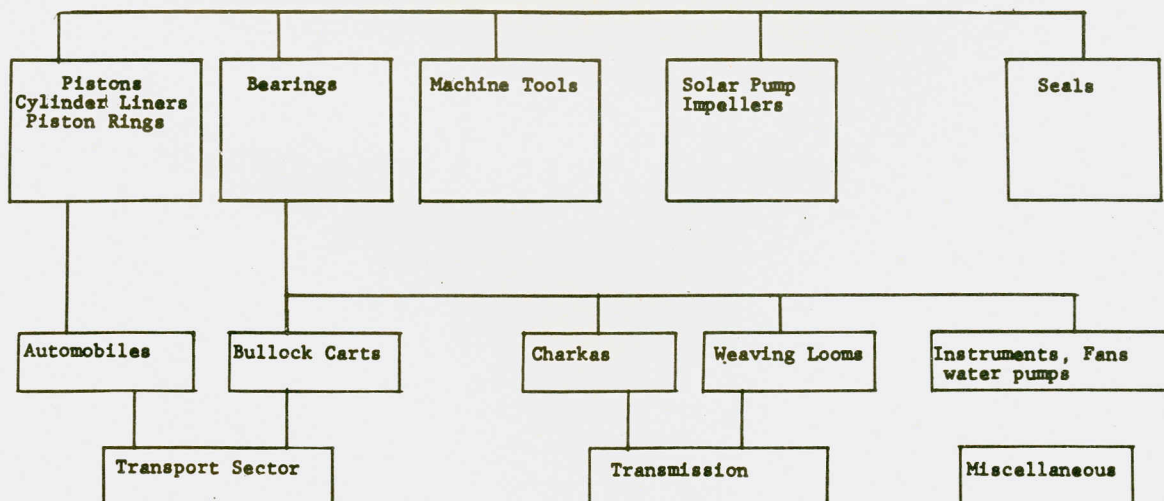 Pistons
Cylinder Liners
Piston Rings
Bearings
Machine Tools
Solar Pump
Impellers
Seals
Automobiles
Bullock Carts
Charkas
Weaving Looms
Instruments, Fans
water pumps
Transport Sector
Transmission
Miscellaneous